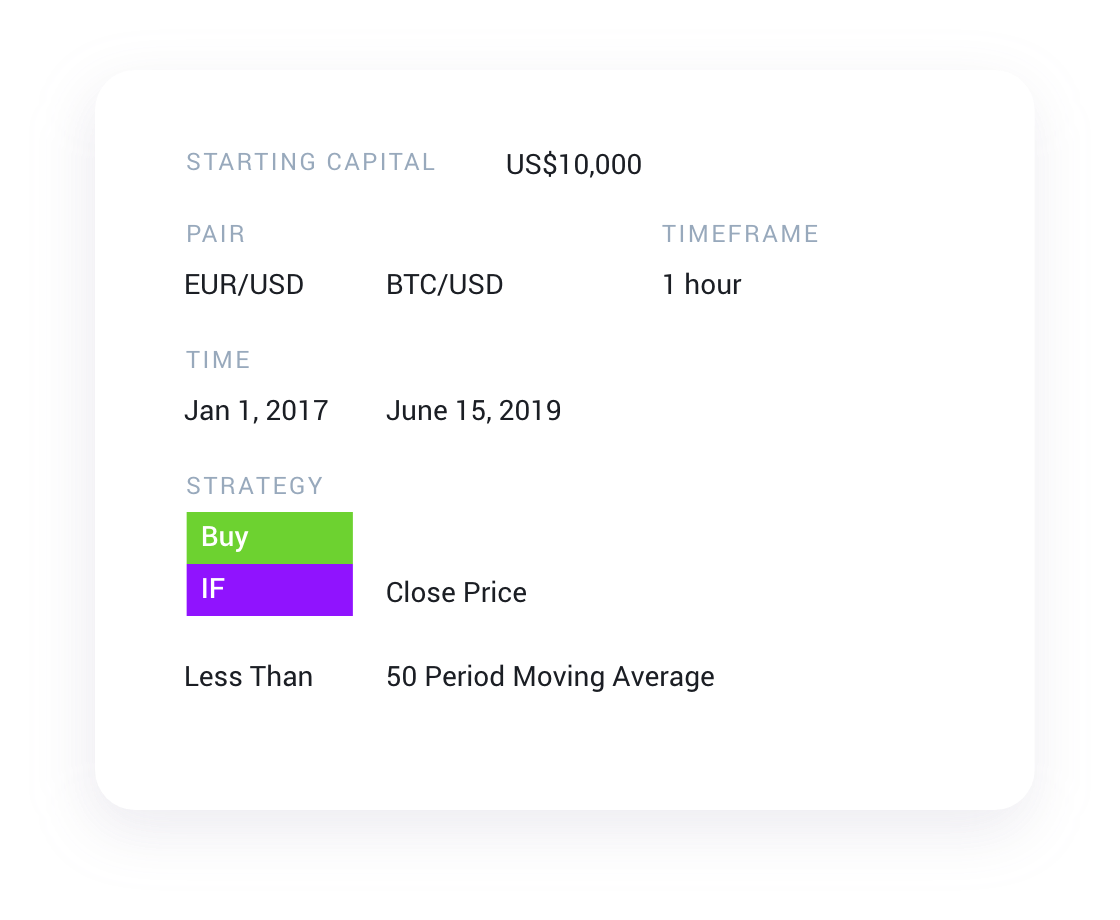 STARTING CAPITAL US$10,000
PAIR TIMEFRAME
EUR/USD BTC/USD 1 hour
TIME
Jan 1, 2017 June 15, 2019
STRATEGY
Buy
IF Close Price
Less Than 50 Period Moving Average